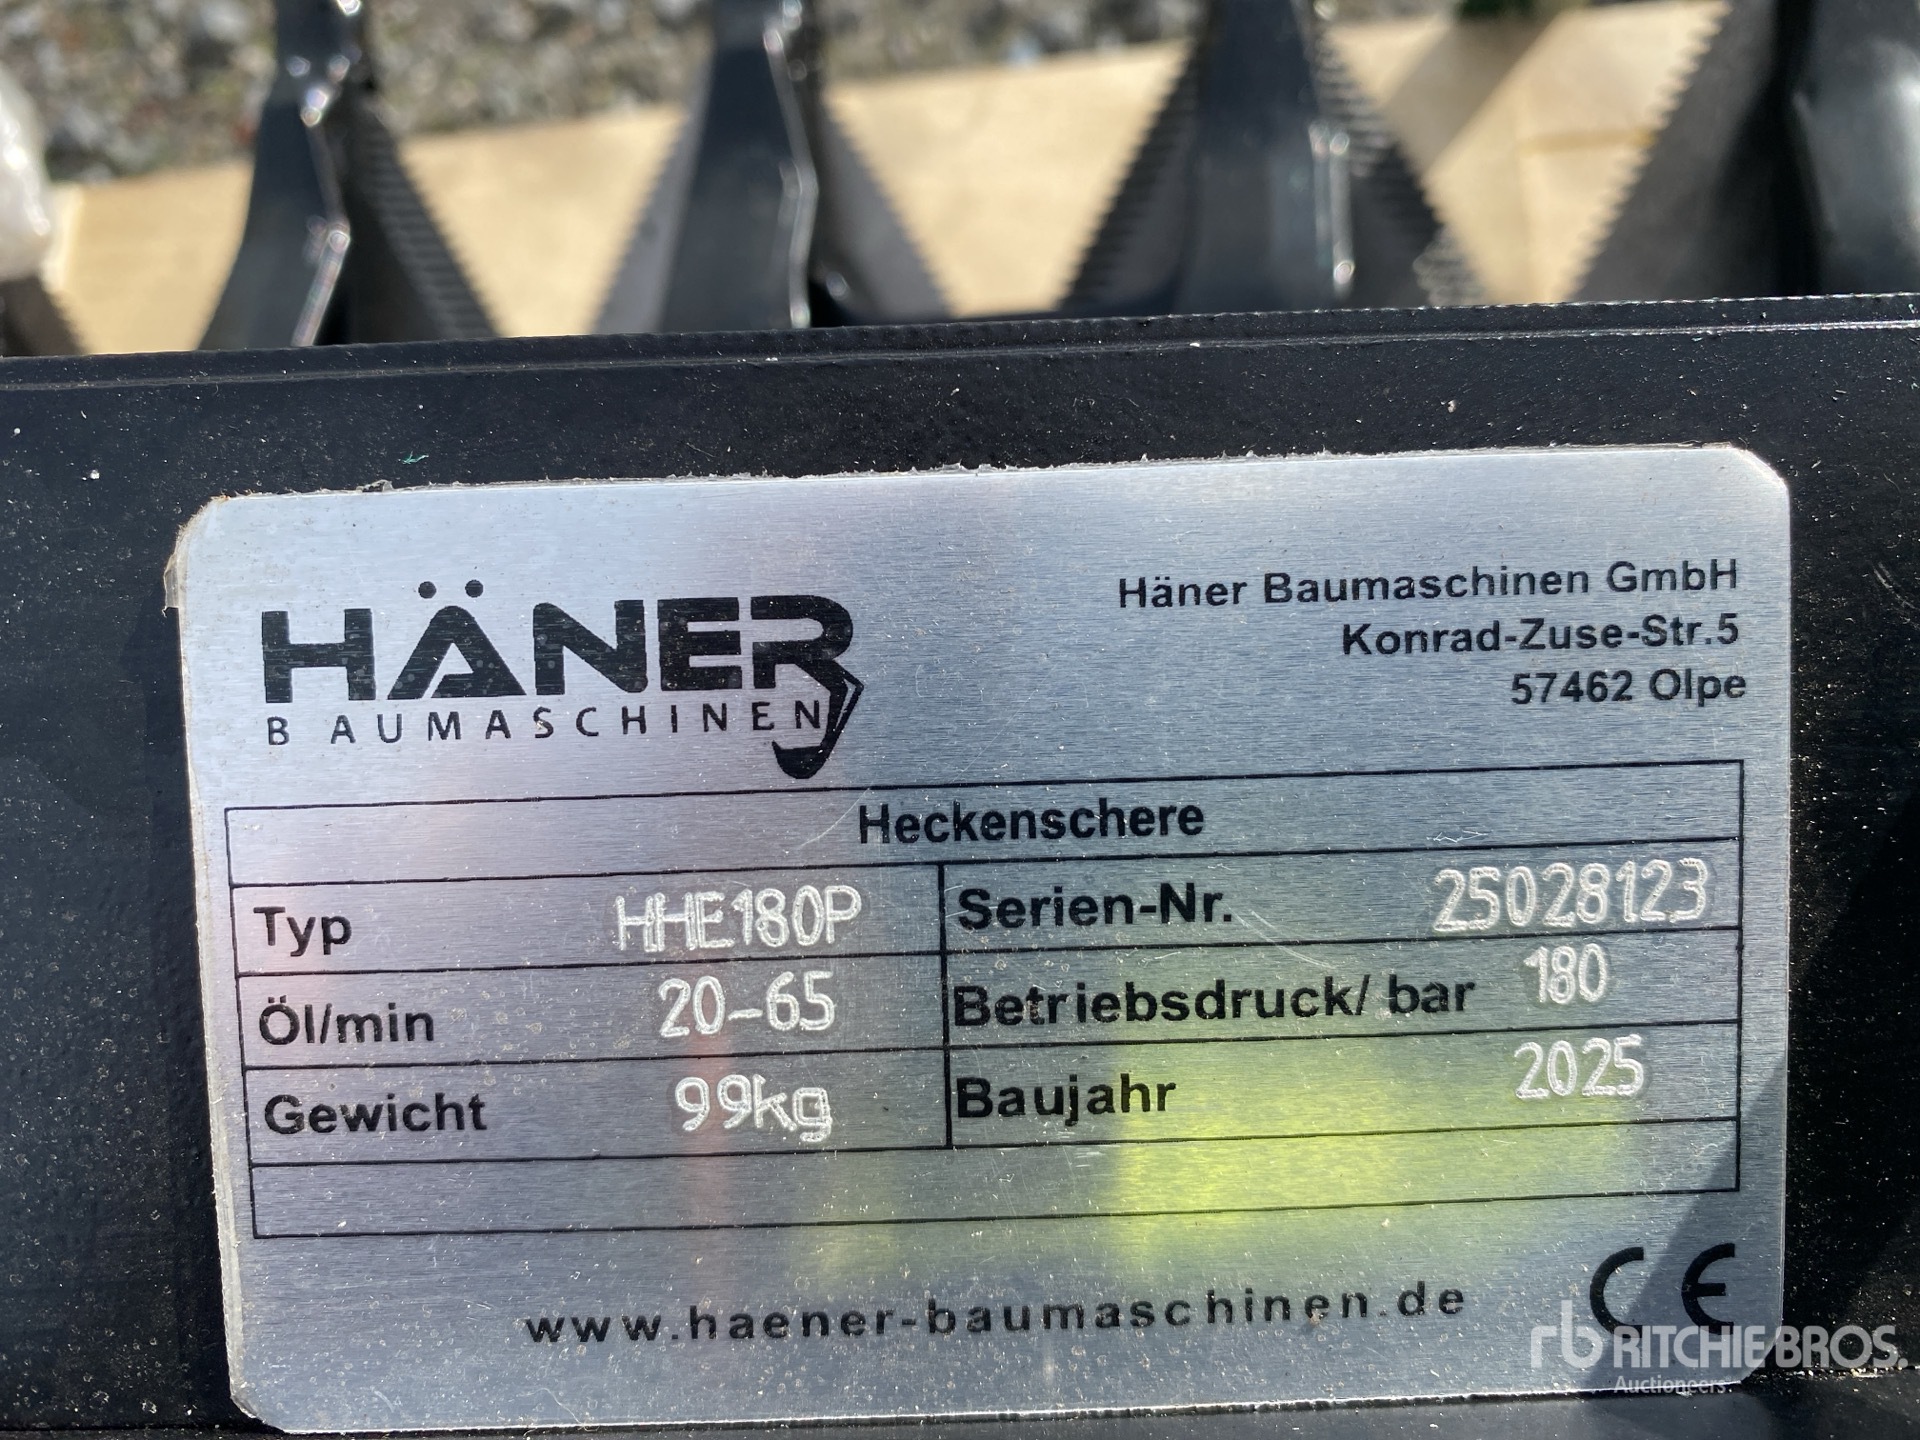 HÄNER
BAUMASCHINEN
Häner Baumaschinen GmbH
Konrad-Zuse-Str.5
57462 Olpe
Heckenschere
Typ HHE180P Serien-Nr. 25028123
Öl/min 20-65 Betriebsdruck/ bar 180
Gewicht 99kg Baujahr 2025
www.haener-baumaschinen.de
CE
rb RITCHIE BROS.
Auctioneers